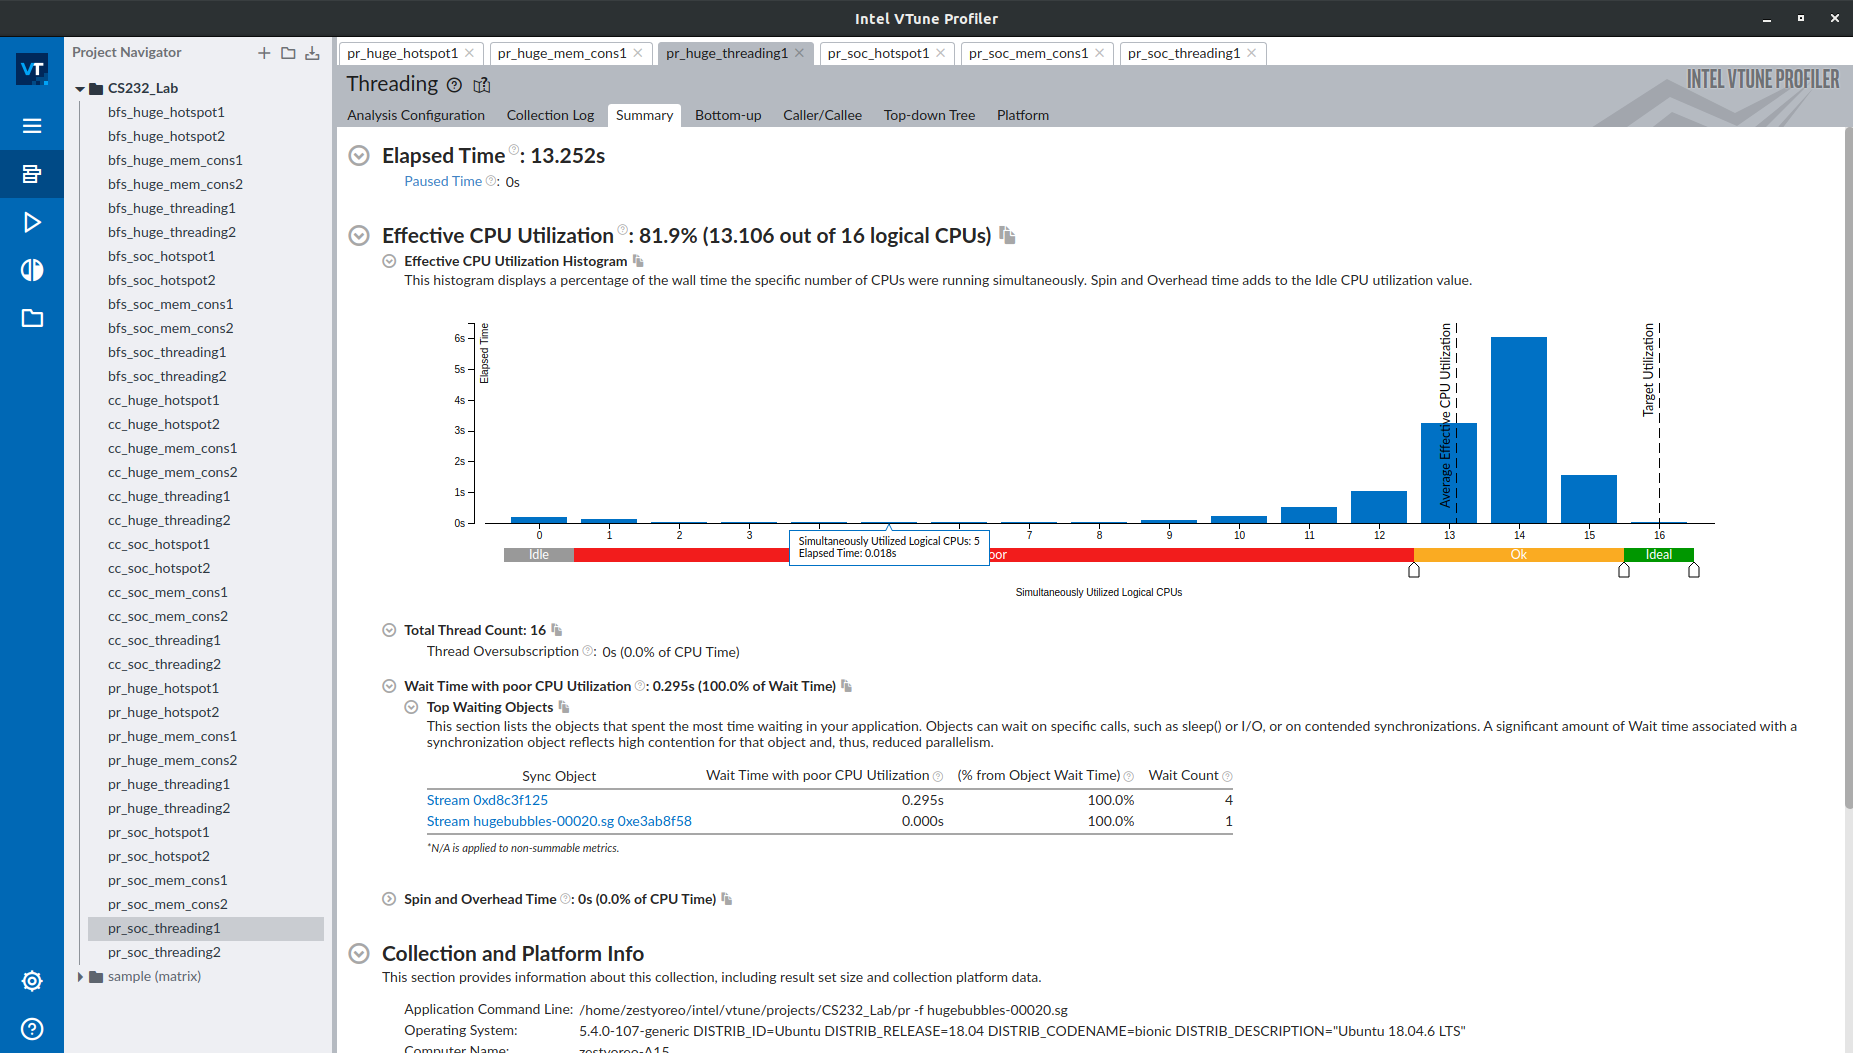 Intel VTune Profiler
Project Navigator
CS232_Lab
bfs_huge_hotspot1
bfs_huge_hotspot2
bfs_huge_mem_cons1
bfs_huge_mem_cons2
bfs_huge_threading1
bfs_huge_threading2
bfs_soc_hotspot1
bfs_soc_hotspot2
bfs_soc_mem_cons1
bfs_soc_mem_cons2
bfs_soc_threading1
bfs_soc_threading2
cc_huge_hotspot1
cc_huge_hotspot2
cc_huge_mem_cons1
cc_huge_mem_cons2
cc_huge_threading1
cc_huge_threading2
cc_soc_hotspot1
cc_soc_hotspot2
cc_soc_mem_cons1
cc_soc_mem_cons2
cc_soc_threading1
cc_soc_threading2
pr_huge_hotspot1
pr_huge_hotspot2
pr_huge_mem_cons1
pr_huge_mem_cons2
pr_huge_threading1
pr_huge_threading2
pr_soc_hotspot1
pr_soc_hotspot2
pr_soc_mem_cons1
pr_soc_mem_cons2
pr_soc_threading1
pr_soc_threading2
sample (matrix)
VT
pr_huge_hotspot1 pr_huge_mem_cons1 pr_huge_threading1 pr_soc_hotspot1 pr_soc_mem_cons1 pr_soc_threading1
Threading
INTEL VTUNE PROFILER
Analysis Configuration Collection Log Summary Bottom-up Caller/Callee Top-down Tree Platform
Elapsed Time : 13.252s
Paused Time : 0s
Effective CPU Utilization : 81.9% (13.106 out of 16 logical CPUs)
Effective CPU Utilization Histogram
This histogram displays a percentage of the wall time the specific number of CPUs were running simultaneously. Spin and Overhead time adds to the Idle CPU utilization value.
Elapsed Time
6s
5s
4s
3s
2s
1s
0s
Average Effective CPU Utilization
Target Utilization
0 1 2 3 7 8 9 10 11 12 13 14 15 16
Simultaneously Utilized Logical CPUs: 5
Elapsed Time: 0.018s
Idle oor Ok Ideal
Simultaneously Utilized Logical CPUs
Total Thread Count: 16
Thread Oversubscription : 0s (0.0% of CPU Time)
Wait Time with poor CPU Utilization : 0.295s (100.0% of Wait Time)
Top Waiting Objects
This section lists the objects that spent the most time waiting in your application. Objects can wait on specific calls, such as sleep() or I/O, or on contended synchronizations. A significant amount of Wait time associated with a
synchronization object reflects high contention for that object and, thus, reduced parallelism.
Sync Object Wait Time with poor CPU Utilization (% from Object Wait Time) Wait Count
Stream 0xd8c3f125 0.295s 100.0% 4
Stream hugebubbles-00020.sg 0xe3ab8f58 0.000s 100.0% 1
*N/A is applied to non-summable metrics.
Spin and Overhead Time : 0s (0.0% of CPU Time)
Collection and Platform Info
This section provides information about this collection, including result set size and collection platform data.
Application Command Line: /home/zestyoreo/intel/vtune/projects/CS232_Lab/pr -f hugebubbles-00020.sg
Operating System: 5.4.0-107-generic DISTRIB_ID=Ubuntu DISTRIB_RELEASE=18.04 DISTRIB_CODENAME=bionic DISTRIB_DESCRIPTION="Ubuntu 18.04.6 LTS"
Computer Name: zestyoreo-A15